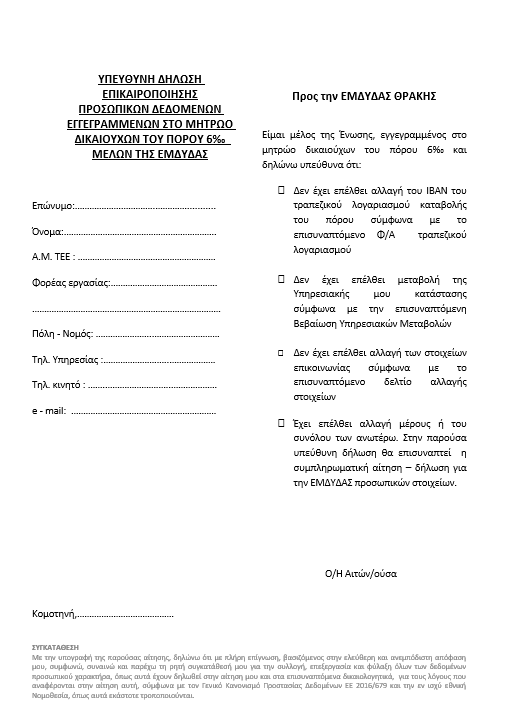 ΥΠΕΥΘΥΝΗ ΔΗΛΩΣΗ
ΕΠΙΚΑΙΡΟΠΟΙΗΣΗΣ
ΠΡΟΣΩΠΙΚΩΝ ΔΕΔΟΜΕΝΩΝ
ΕΓΓΕΓΡΑΜΜΕΝΩΝ ΣΤΟ ΜΗΤΡΩΟ
ΔΙΚΑΙΟΥΧΩΝ ΤΟΥ ΠΟΡΟΥ 6‰
ΜΕΛΩΝ ΤΗΣ ΕΜΔΥΔΑΣ
Επώνυμο:......................................................
Όνομα:..........................................................
Α.Μ. ΤΕΕ : .....................................................
Φορέας εργασίας:.........................................
........................................................................
Πόλη - Νομός: ...............................................
Τηλ. Υπηρεσίας :...........................................
Τηλ. κινητό : .................................................
e - mail: .......................................................
Κομοτηνή,.....................................
Προς την ΕΜΔΥΔΑΣ ΘΡΑΚΗΣ
Είμαι μέλος της Ένωσης, εγγεγραμμένος στο
μητρώο δικαιούχων του πόρου 6‰ και
δηλώνω υπεύθυνα ότι:
☐ Δεν έχει επέλθει αλλαγή του ΙΒΑΝ του
τραπεζικού λογαριασμού καταβολής
του πόρου σύμφωνα με το
επισυναπτόμενο Φ/Α τραπεζικού
λογαριασμού
☐ Δεν έχει επέλθει μεταβολή της
Υπηρεσιακής μου κατάστασης
σύμφωνα με την επισυναπτόμενη
Βεβαίωση Υπηρεσιακών Μεταβολών
☐ Δεν έχει επέλθει αλλαγή των στοιχείων
επικοινωνίας σύμφωνα με το
επισυναπτόμενο δελτίο αλλαγής
στοιχείων
☐ Έχει επέλθει αλλαγή μέρους ή του
συνόλου των ανωτέρω. Στην παρούσα
υπεύθυνη δήλωση θα επισυναπτεί η
συμπληρωματική αίτηση – δήλωση για
την ΕΜΔΥΔΑΣ προσωπικών στοιχείων.
Ο/Η Αιτών/ούσα
ΣΥΓΚΑΤΑΘΕΣΗ
Με την υπογραφή της παρούσας αίτησης, δηλώνω ότι με πλήρη επίγνωση, βασιζόμενος στην ελεύθερη και ανεμπόδιστη απόφαση
μου, συμφωνώ, συναινώ και παρέχω τη ρητή συγκατάθεσή μου για την συλλογή, επεξεργασία και φύλαξη όλων των δεδομένων
προσωπικού χαρακτήρα, όπως αυτά έχουν δηλωθεί στην αίτηση μου και στα επισυναπτόμενα δικαιολογητικά, για τους λόγους που
αναφέρονται στην αίτηση αυτή, σύμφωνα με τον Γενικό Κανονισμό Προστασίας Δεδομένων ΕΕ 2016/679 και την εν ισχύ εθνική
Νομοθεσία, όπως αυτά εκάστοτε τροποποιούνται.